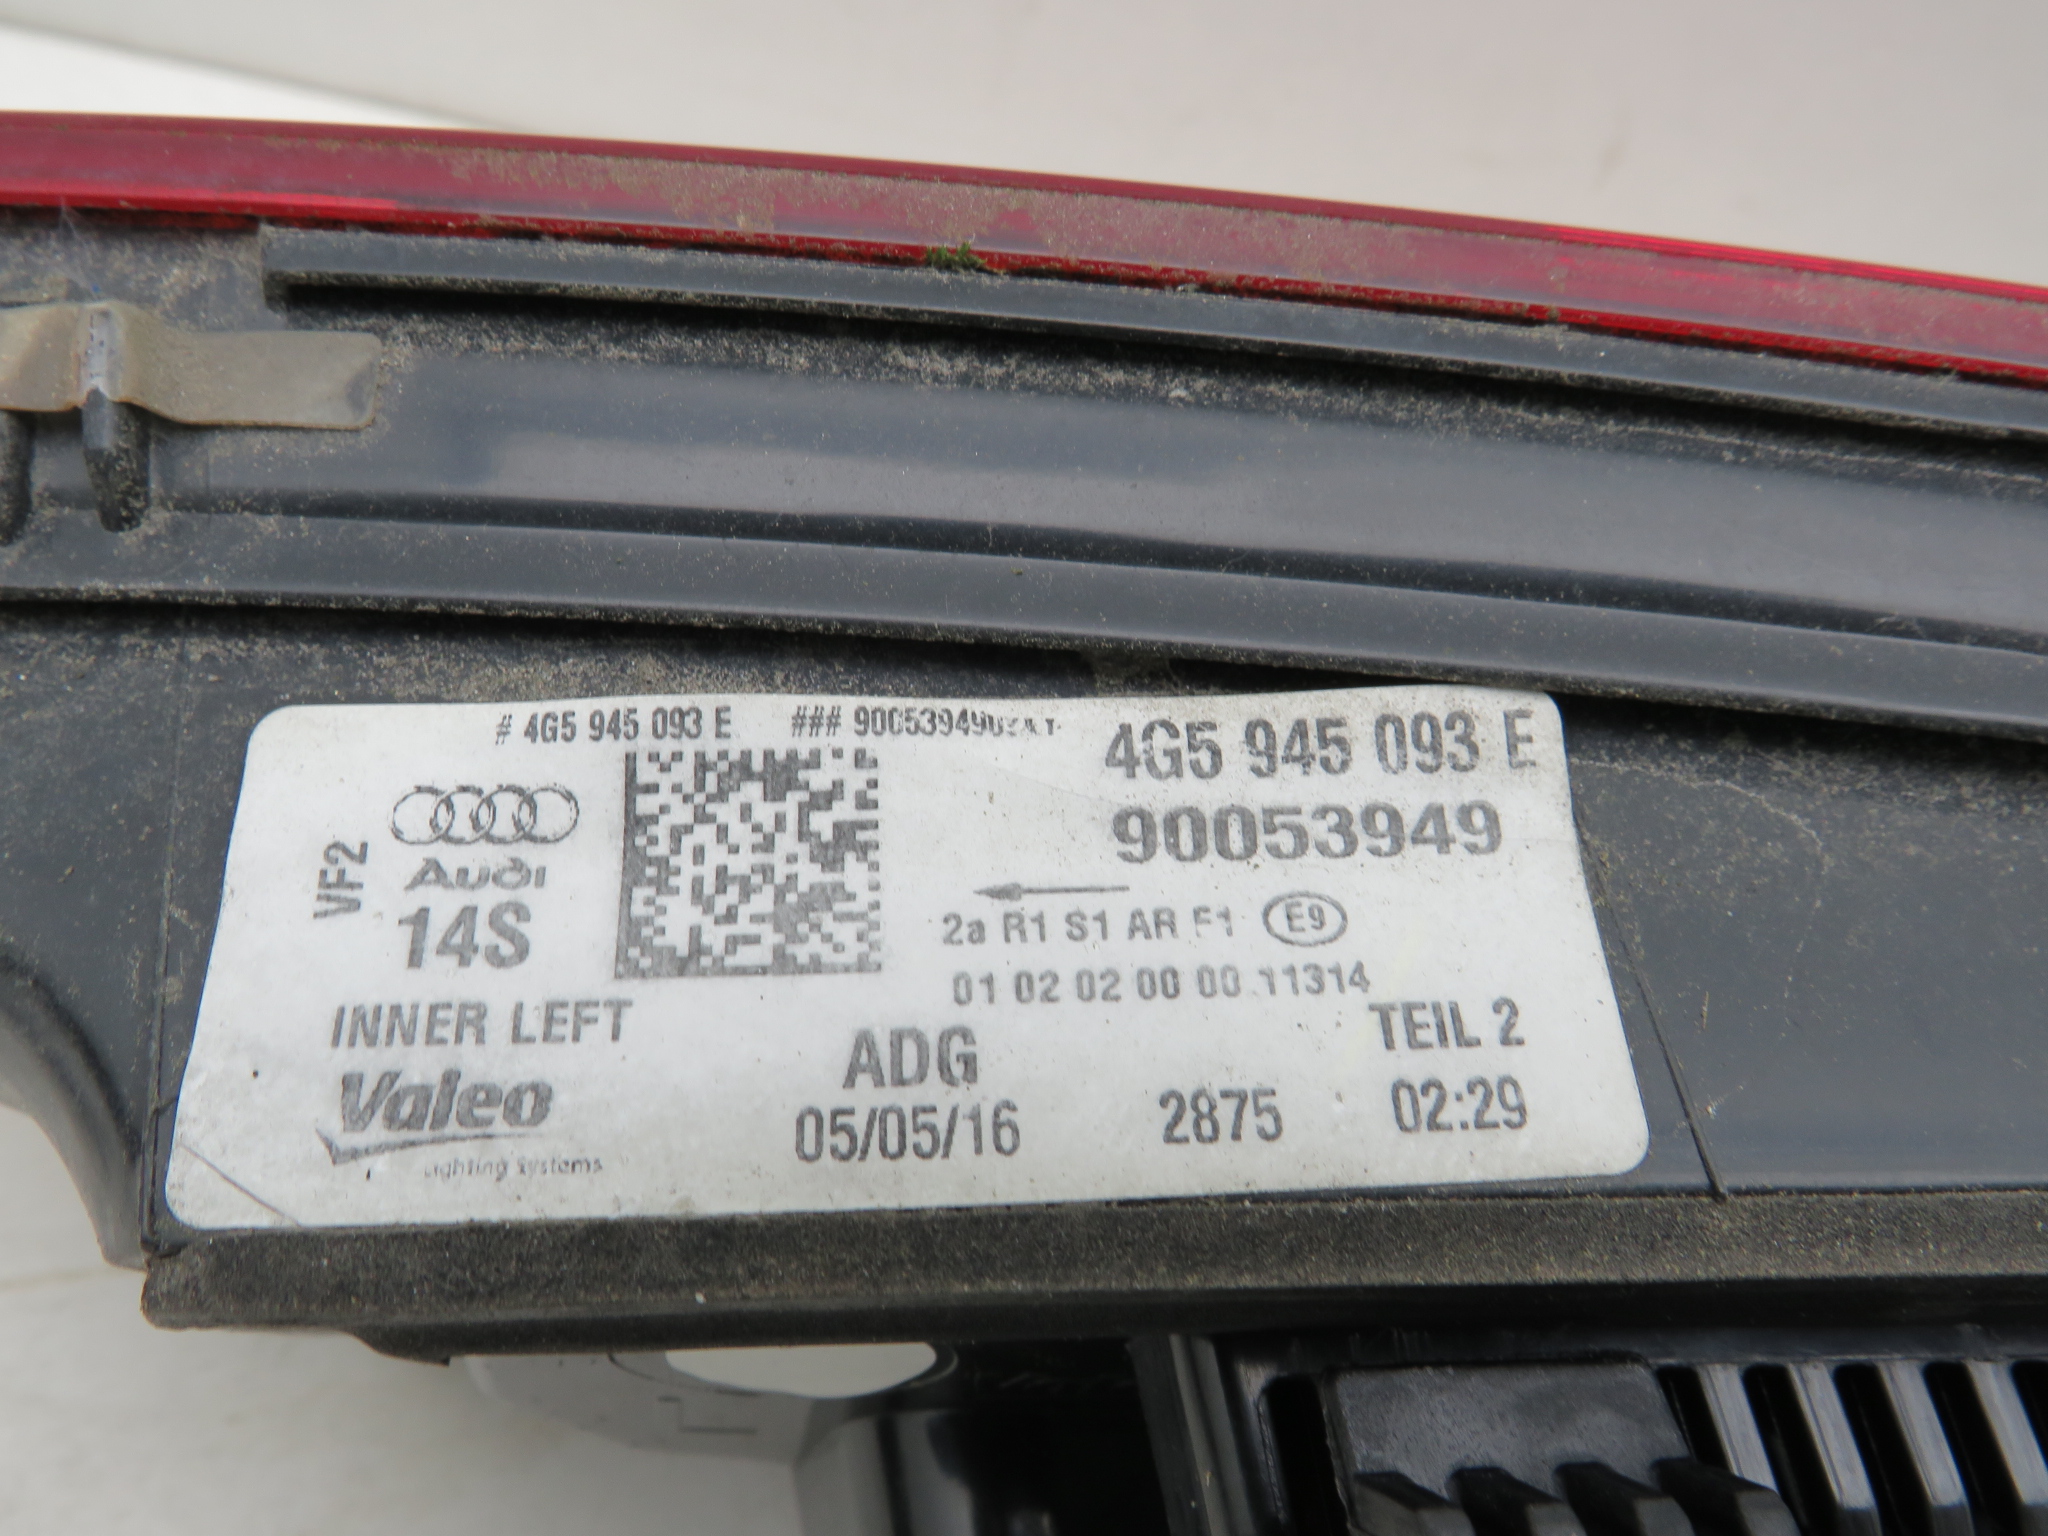 # 4G5 945 093 E ### 90053949
4G5 945 093 E
90053949
VF2
Audi
14S
2a R1 S1 AR F1 E9
01 02 02 00 00 11314
INNER LEFT
ADG
TEIL 2
Valeo
Lighting Systems
05/05/16
2875
02:29